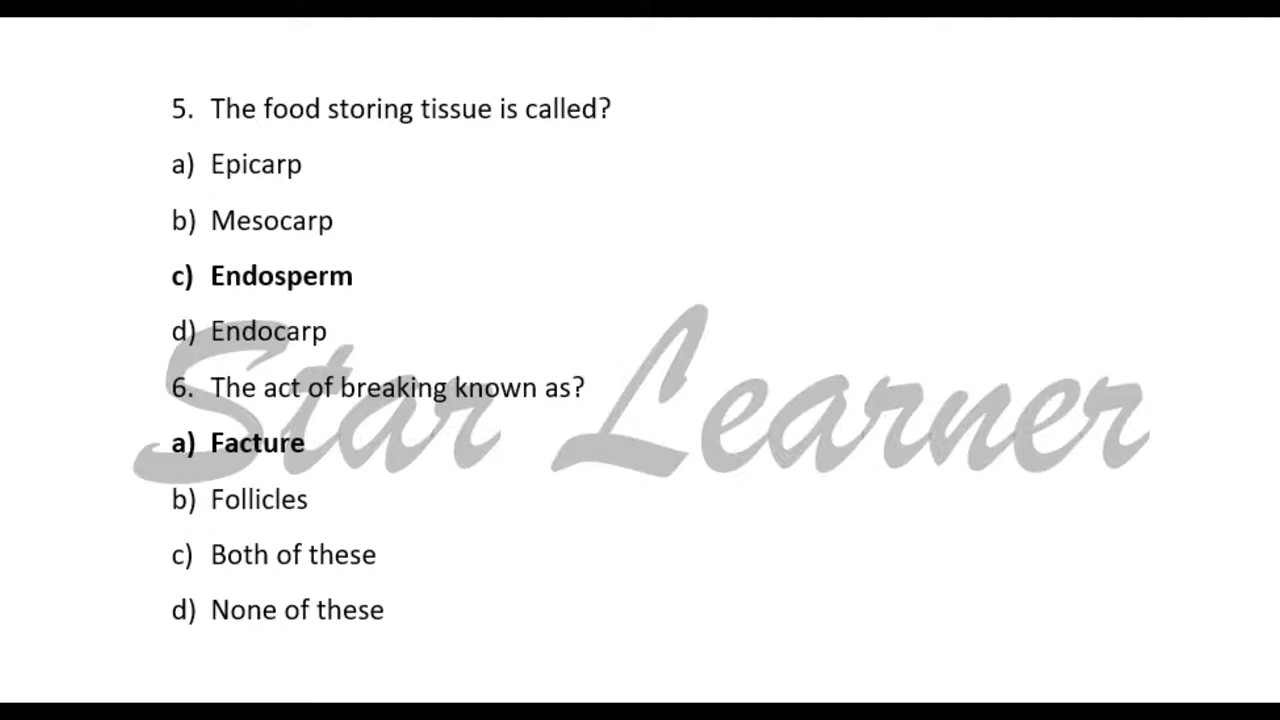 5. The food storing tissue is called?
a) Epicarp
b) Mesocarp
c) Endosperm
d) Endocarp
6. The act of breaking known as?
a) Facture
b) Follicles
c) Both of these
d) None of these
Star Learner